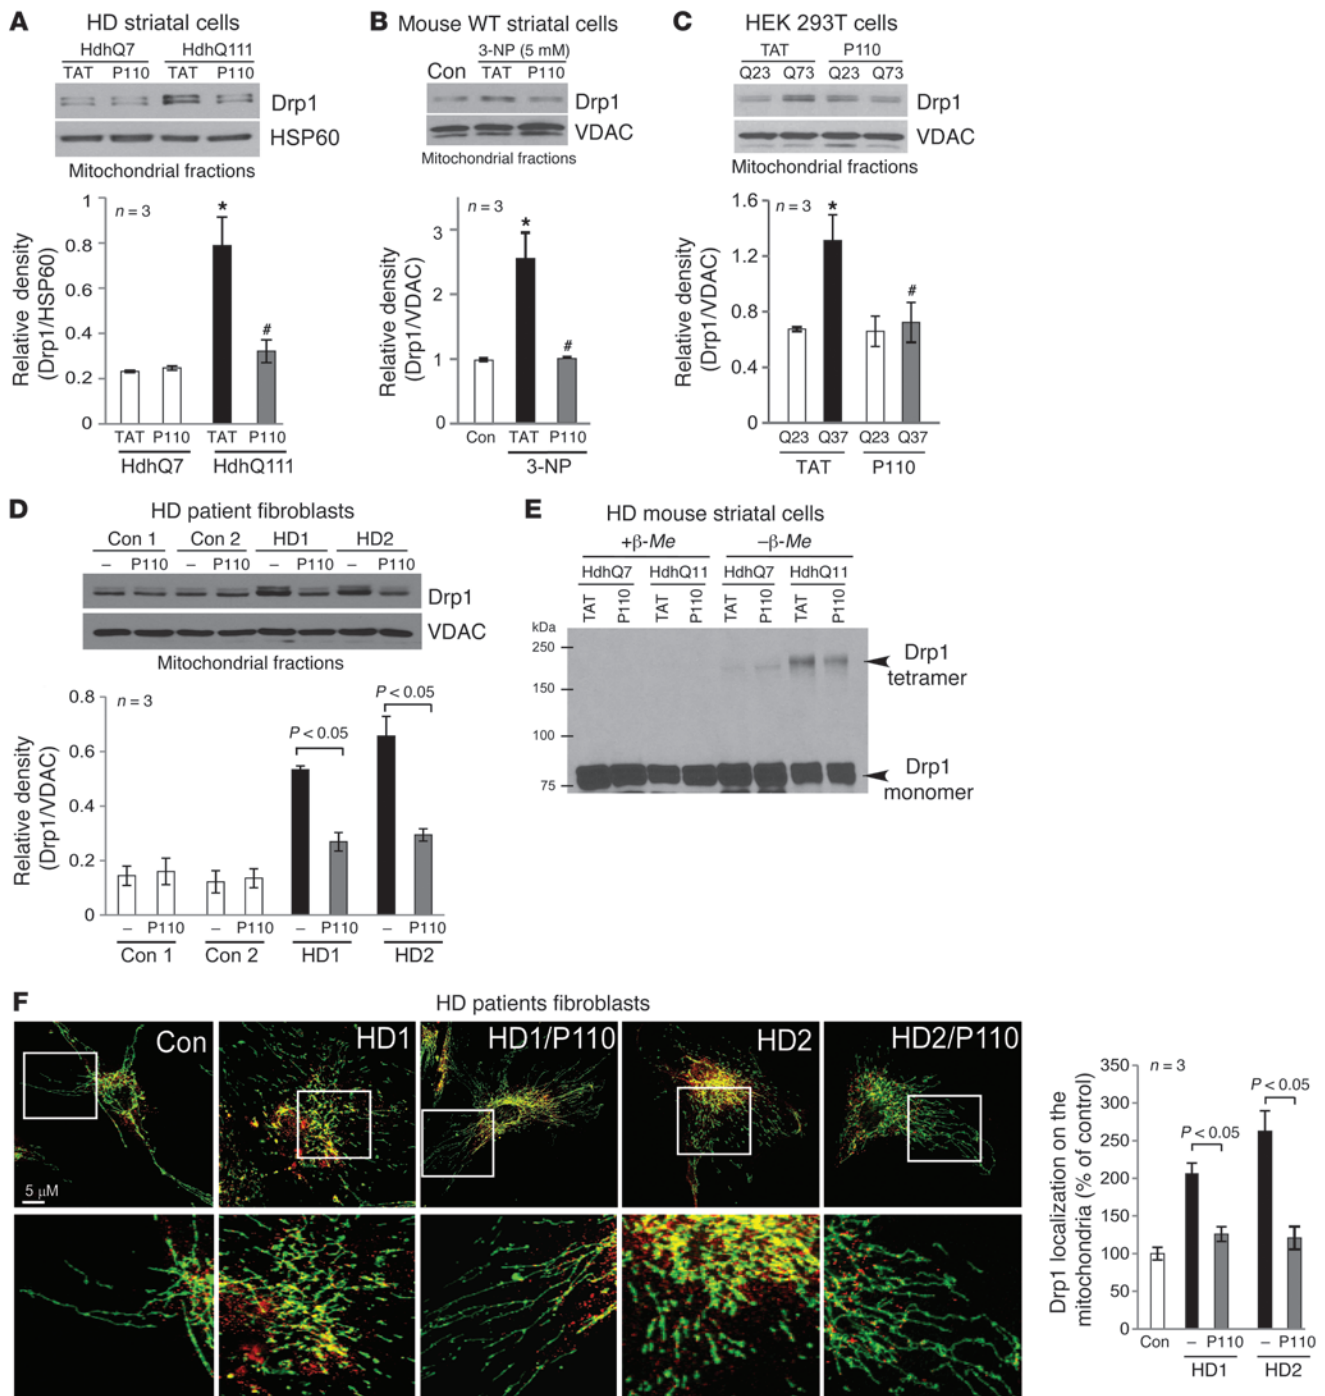 A
HD striatal cells
HdhQ7 HdhQ111
TAT P110 TAT P110
Drp1
HSP60
Mitochondrial fractions
Relative density
(Drp1/HSP60)
1
0.8
0.6
0.4
0.2
0
n = 3
*
#
TAT P110 TAT P110
HdhQ7 HdhQ111
B
Mouse WT striatal cells
3-NP (5 mM)
Con TAT P110
Drp1
VDAC
Mitochondrial fractions
Relative density
(Drp1/VDAC)
3
2
1
0
n = 3
*
#
Con TAT P110
3-NP
C
HEK 293T cells
TAT P110
Q23 Q73 Q23 Q73
Drp1
VDAC
Mitochondrial fractions
Relative density
(Drp1/VDAC)
1.6
1.2
0.8
0.4
0
n = 3
*
#
Q23 Q37 Q23 Q37
TAT P110
D
HD patient fibroblasts
Con 1 Con 2 HD1 HD2
– P110 – P110 – P110 – P110
Drp1
VDAC
Mitochondrial fractions
Relative density
(Drp1/VDAC)
0.8
0.6
0.4
0.2
0
n = 3
P < 0.05
P < 0.05
– P110 – P110 – P110 – P110
Con 1 Con 2 HD1 HD2
E
HD mouse striatal cells
+β-Me –β-Me
HdhQ7 HdhQ11 HdhQ7 HdhQ11
TAT P110 TAT P110 TAT P110 TAT P110
kDa
250
150
100
75
Drp1
tetramer
Drp1
monomer
F
HD patients fibroblasts
Con
HD1
HD1/P110
HD2
HD2/P110
5 μM
Drp1 localization on the
mitochondria (% of control)
350
300
250
200
150
100
50
0
n = 3
P < 0.05
P < 0.05
Con – P110 – P110
HD1 HD2